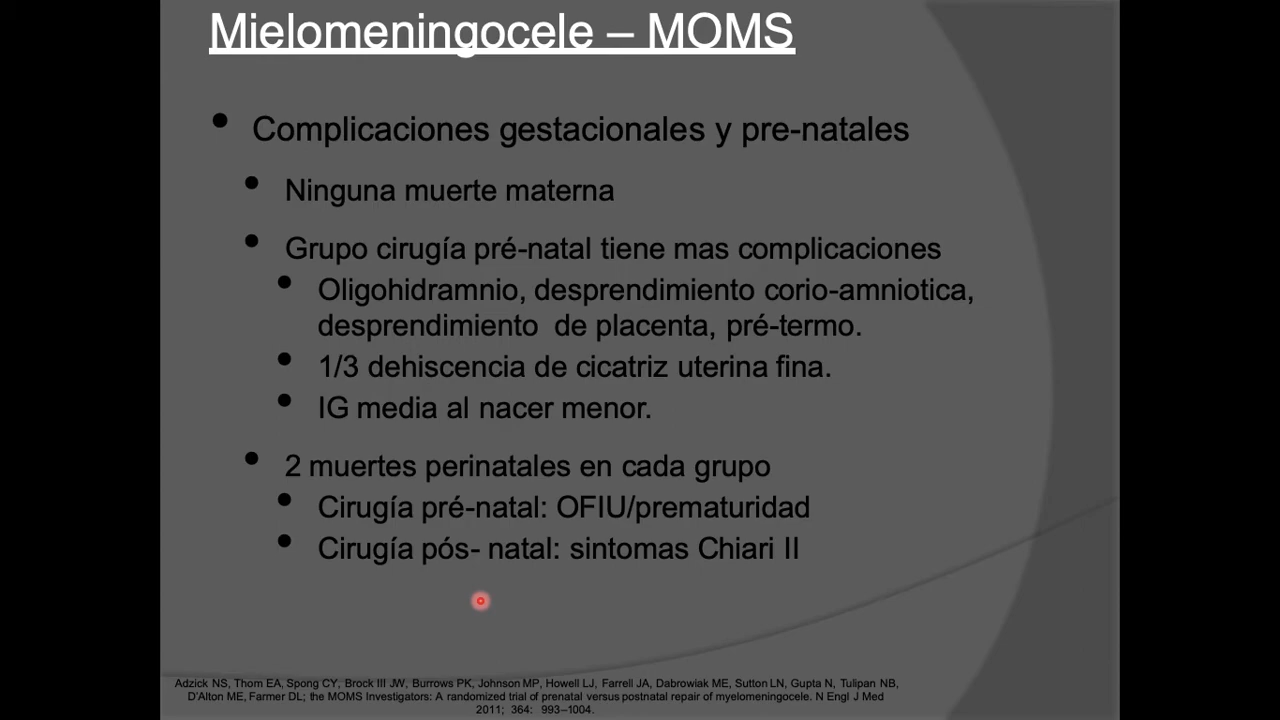 Mielomeningocele – MOMS
• Complicaciones gestacionales y pre-natales
• Ninguna muerte materna
• Grupo cirugía pré-natal tiene mas complicaciones
• Oligohidramnio, desprendimiento corio-amniotica,
desprendimiento de placenta, pré-termo.
• 1/3 dehiscencia de cicatriz uterina fina.
• IG media al nacer menor.
• 2 muertes perinatales en cada grupo
• Cirugía pré-natal: OFIU/prematuridad
• Cirugía pós- natal: sintomas Chiari II
Adzick NS, Thom EA, Spong CY, Brock III JW, Burrows PK, Johnson MP, Howell LJ, Farrell JA, Dabrowiak ME, Sutton LN, Gupta N, Tulipan NB,
D'Alton ME, Farmer DL; the MOMS Investigators: A randomized trial of prenatal versus postnatal repair of myelomeningocele. N Engl J Med
2011; 364: 993–1004.